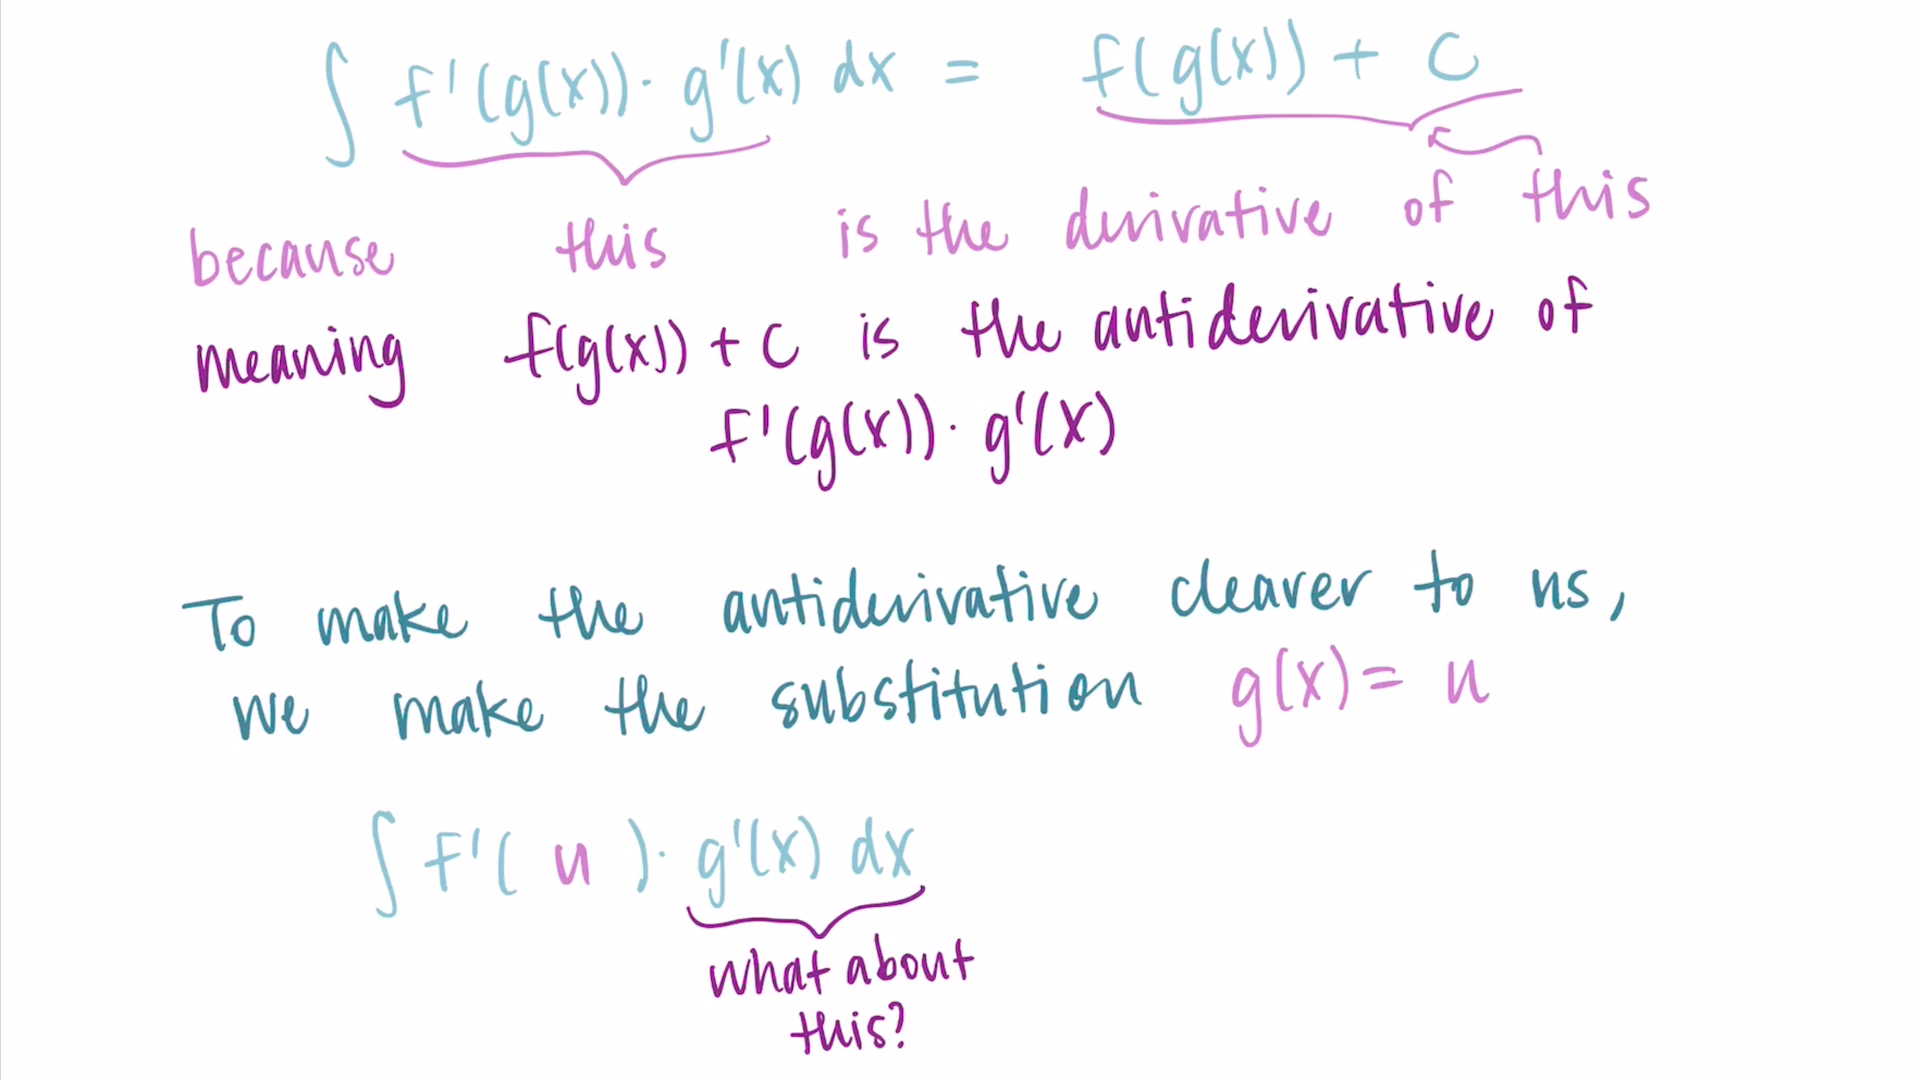 ∫ f'(g(x)) · g'(x) dx = f(g(x)) + C
because this is the derivative of this
meaning f(g(x)) + C is the antiderivative of
f'(g(x)) · g'(x)
To make the antiderivative clearer to us,
we make the substitution g(x) = u
∫ f'( u ) · g'(x) dx
what about
this?